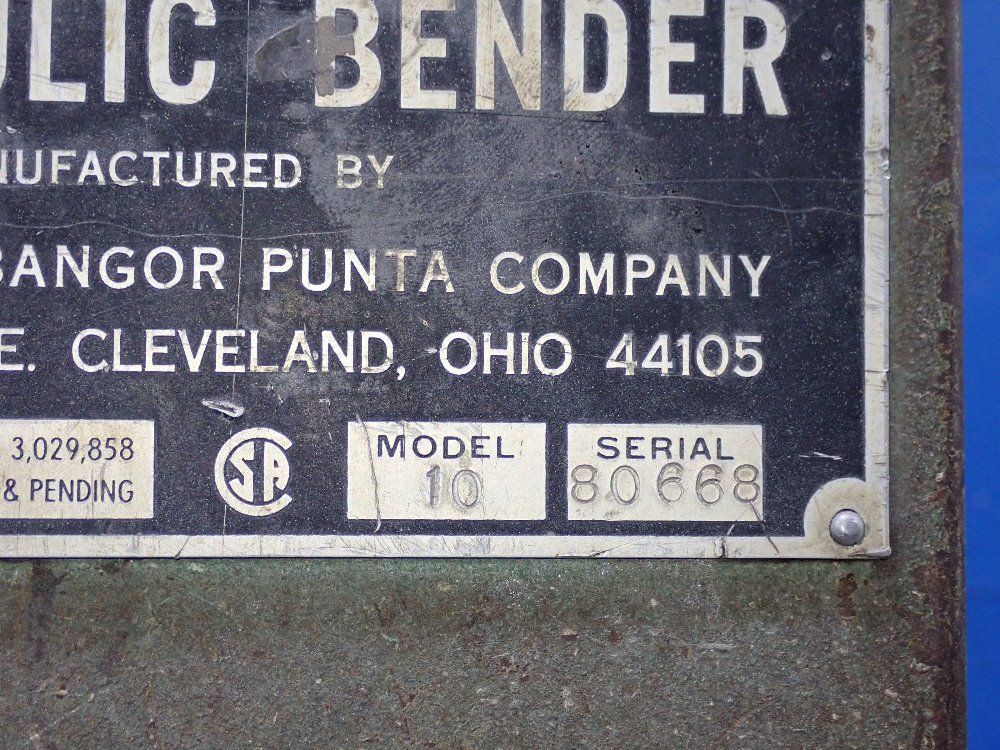 ULIC BENDER
NUFACTURED BY
BANGOR PUNTA COMPANY
E. CLEVELAND, OHIO 44105
3,029,858
& PENDING
SA
MODEL
10
SERIAL
80668